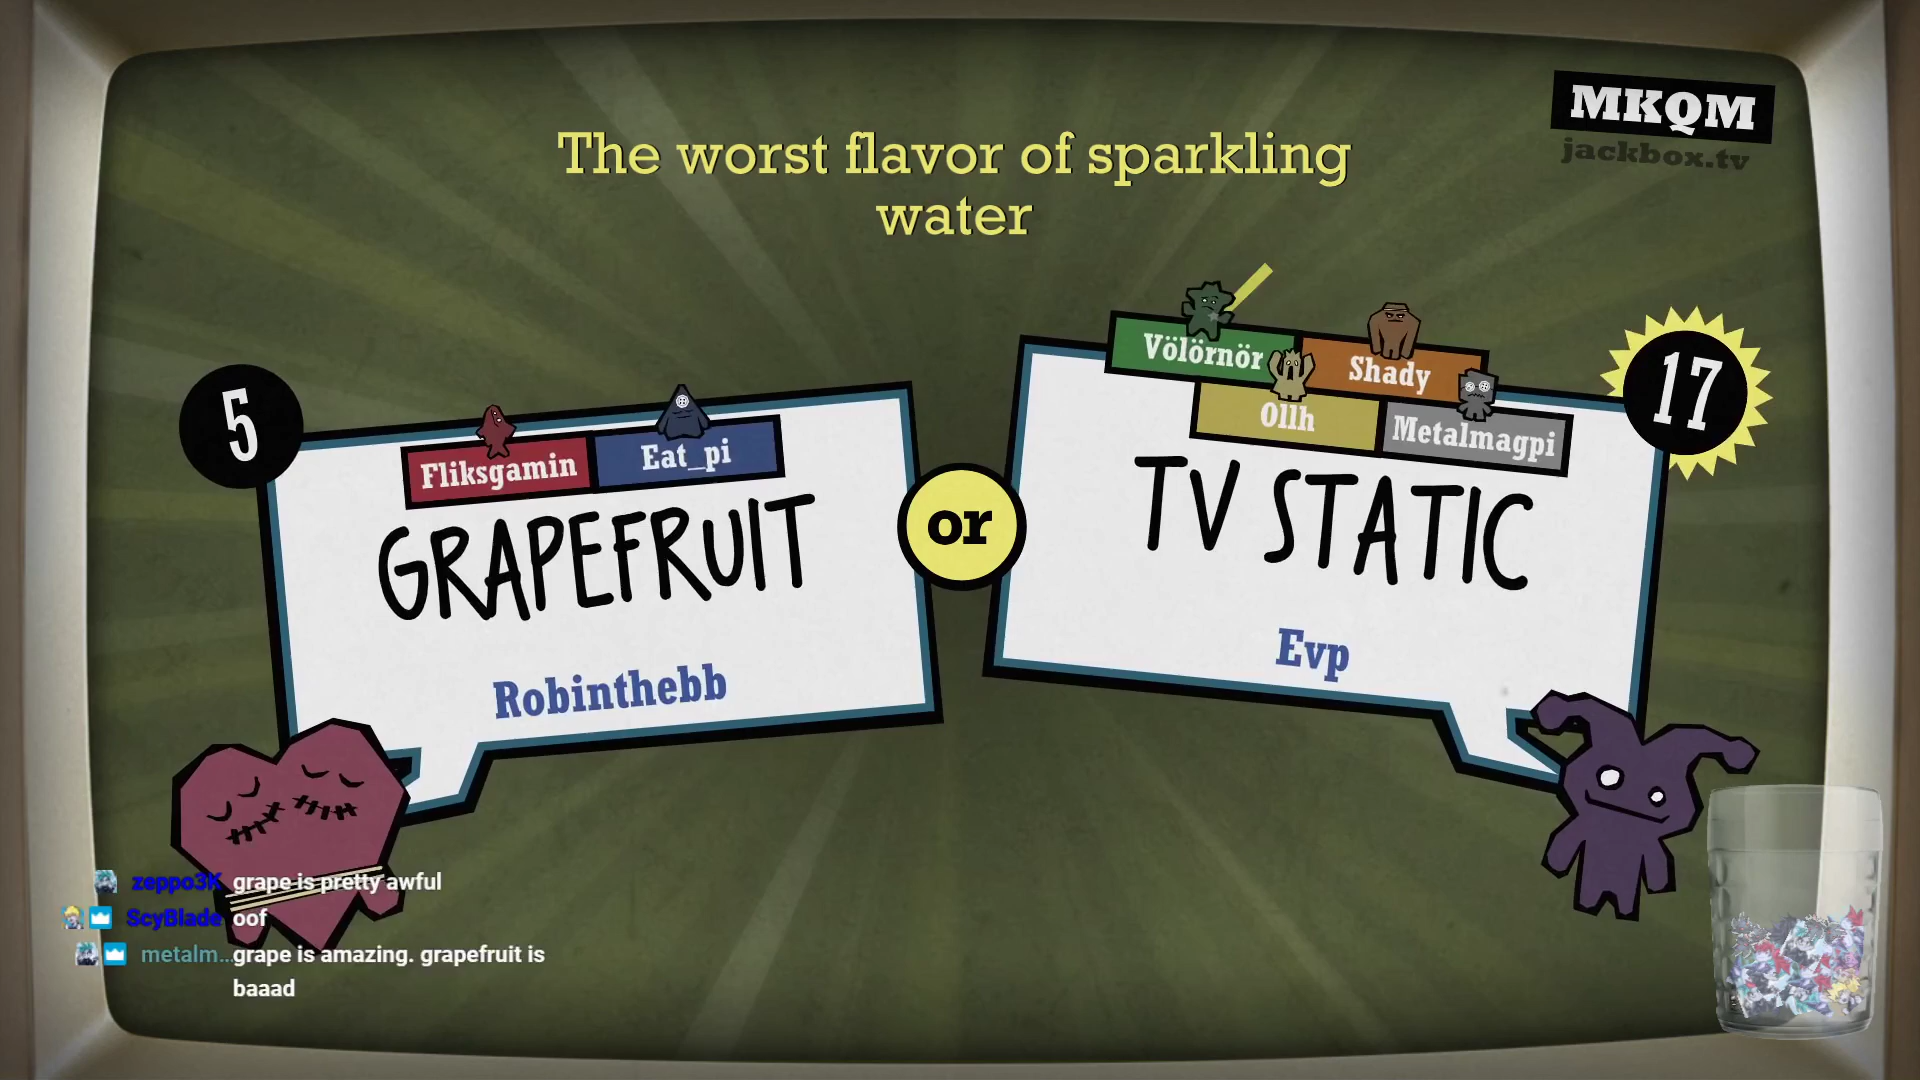 MKQM
jackbox.tv
The worst flavor of sparkling
water
5
Fliksgamin
Eat_pi
GRAPEFRUIT
Robinthebb
or
Völörnör
Shady
Ollh
Metalmagpi
17
TV STATIC
Evp
zeppo3K grape is pretty awful
ScyBlade oof
metalm... grape is amazing. grapefruit is
baaad